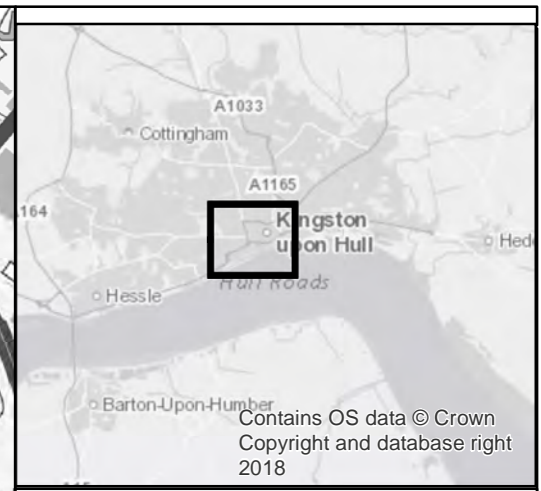 A1033
Cottingham
A1165
164
Kingston
upon Hull
Hed
Hull Roads
Hessle
Barton-Upon-Humber
Contains OS data © Crown
Copyright and database right
2018